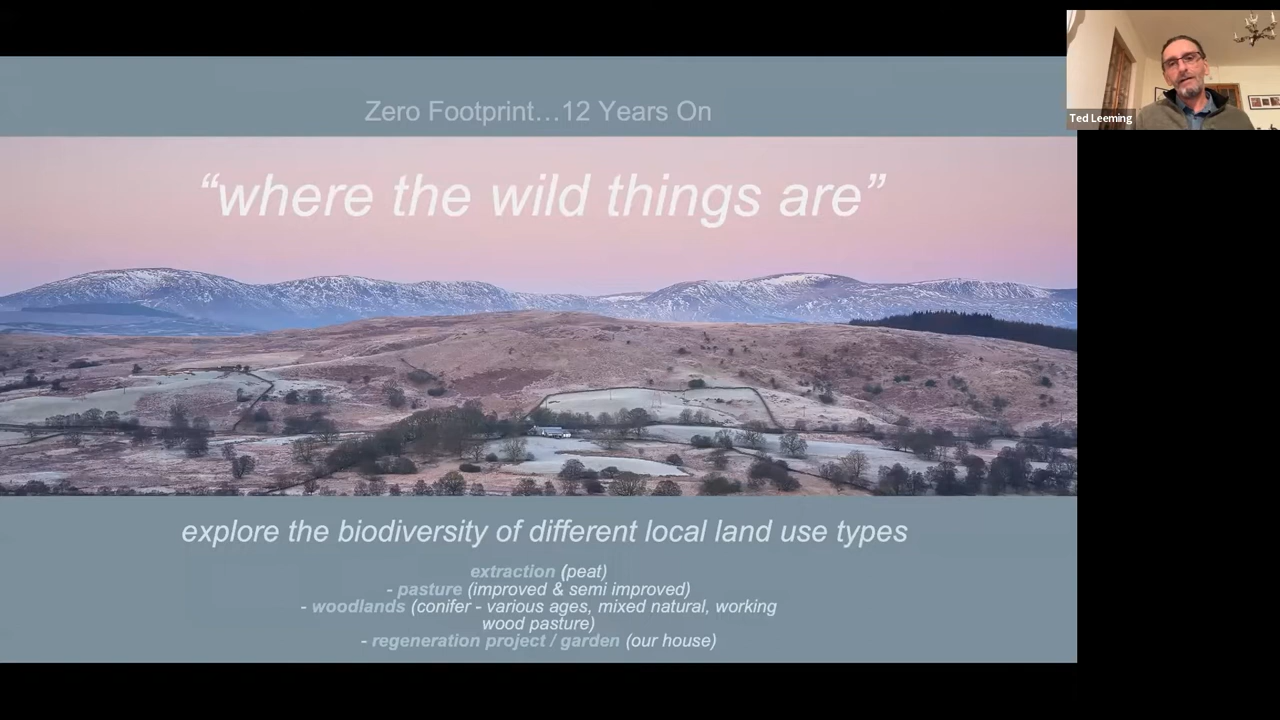 Zero Footprint…12 Years On
“where the wild things are”
explore the biodiversity of different local land use types
extraction (peat)
- pasture (improved & semi improved)
- woodlands (conifer - various ages, mixed natural, working
wood pasture)
- regeneration project / garden (our house)
Ted Leeming